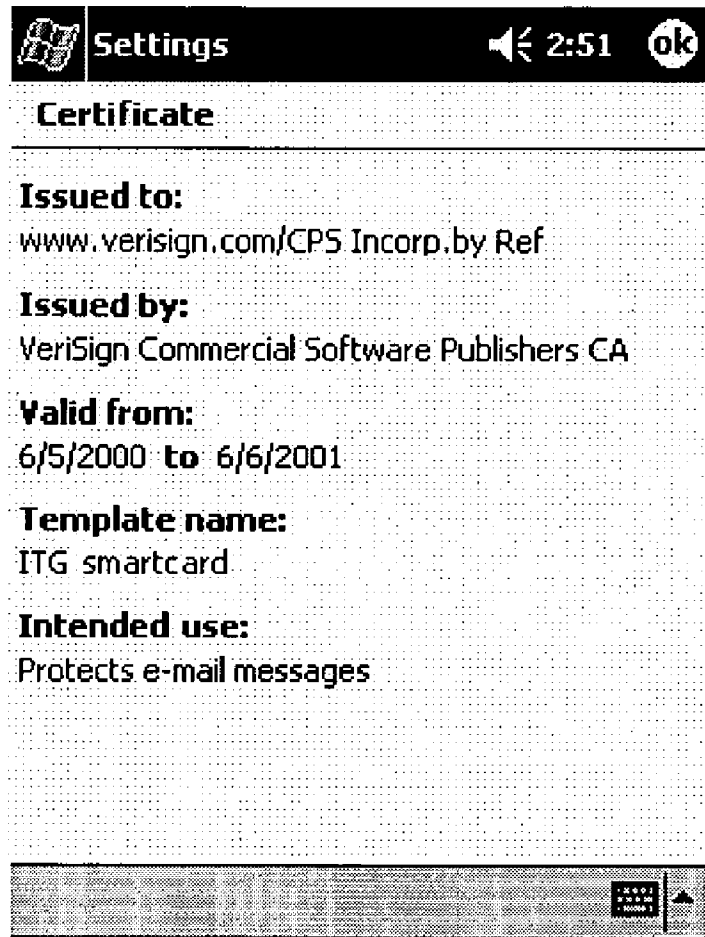 Settings 2:51 ok
Certificate
Issued to:
www.verisign.com/CPS Incorp.by Ref
Issued by:
VeriSign Commercial Software Publishers CA
Valid from:
6/5/2000 to 6/6/2001
Template name:
ITG smartcard
Intended use:
Protects e-mail messages